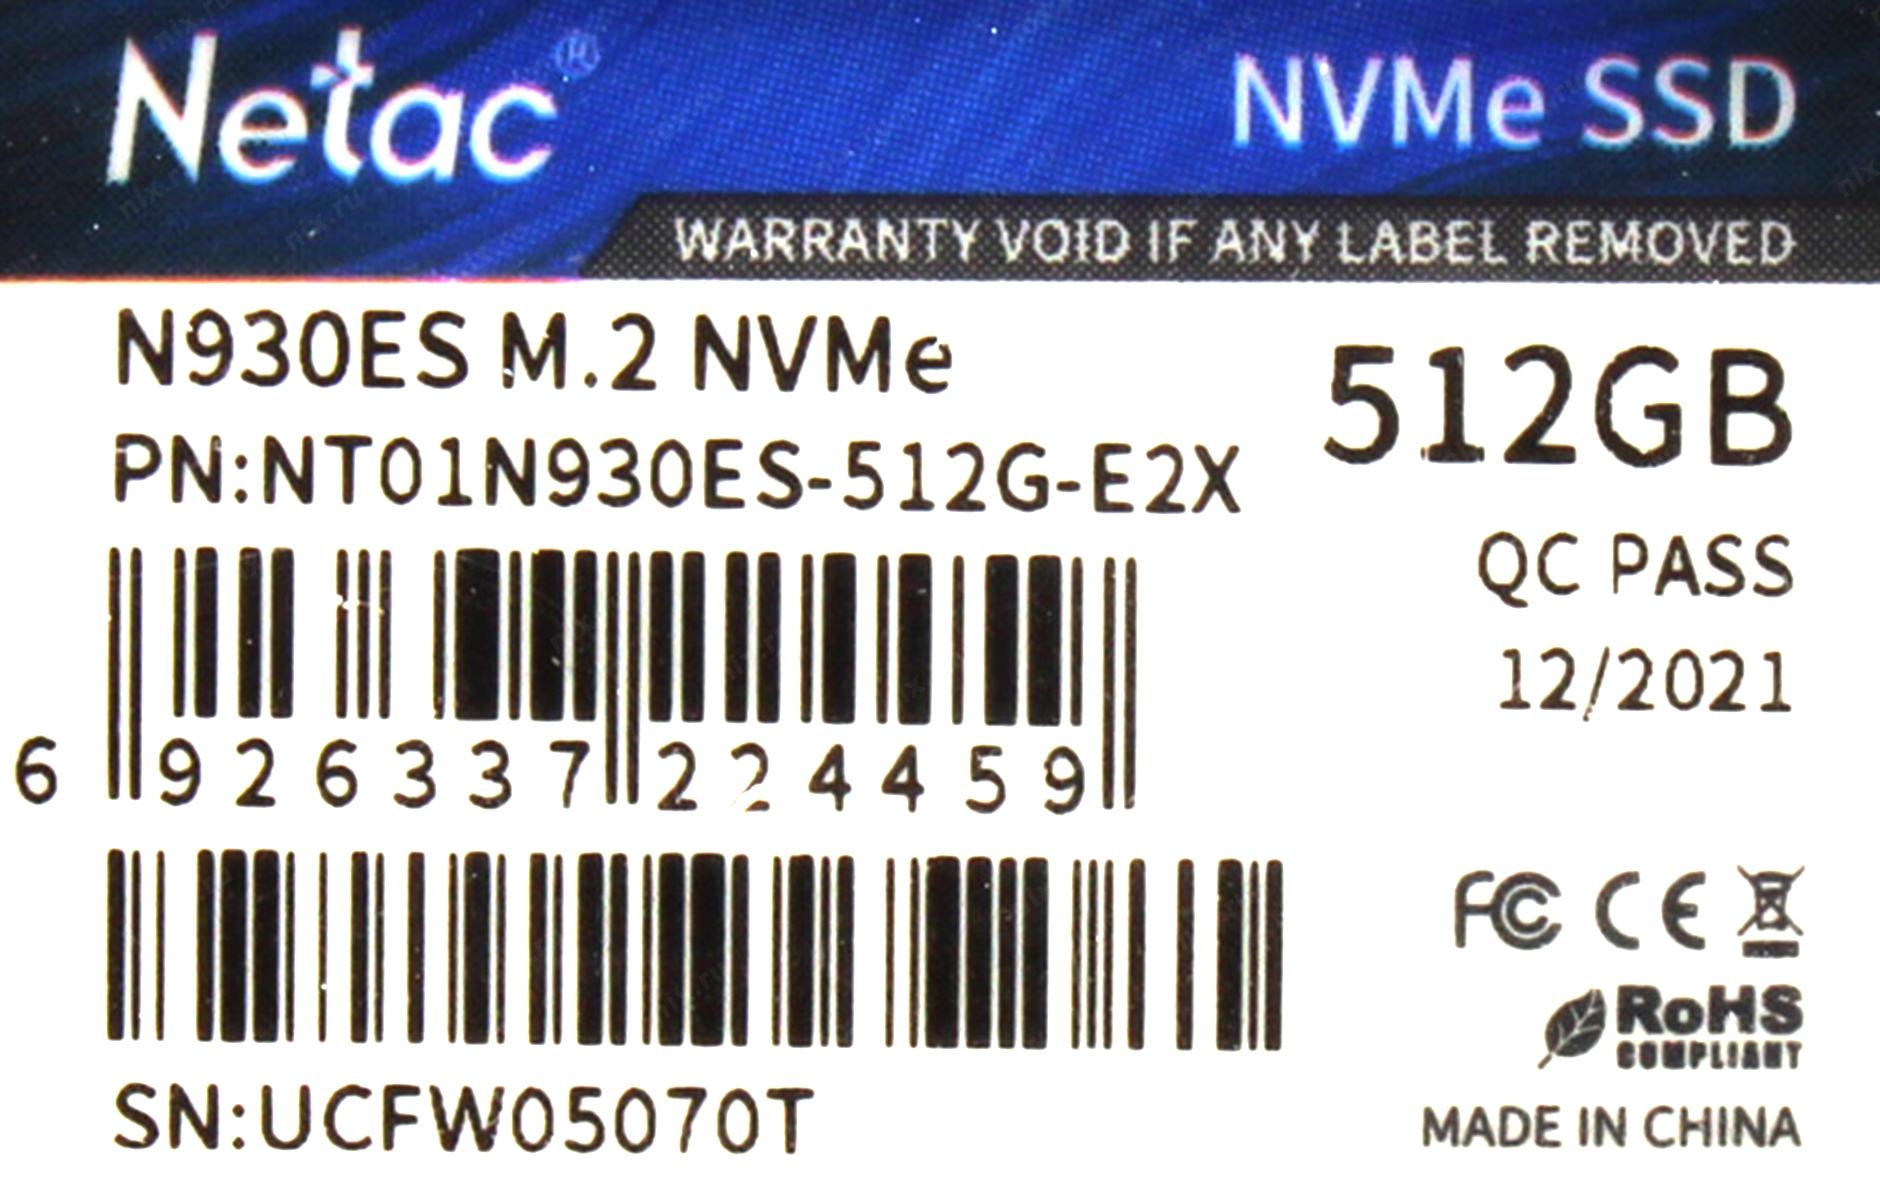 Netac®
NVMe SSD
WARRANTY VOID IF ANY LABEL REMOVED
N930ES M.2 NVMe
512GB
PN:NT01N930ES-512G-E2X
QC PASS
12/2021
6 926337 224459
FC CE
RoHS
COMPLIANT
SN:UCFW05070T
MADE IN CHINA